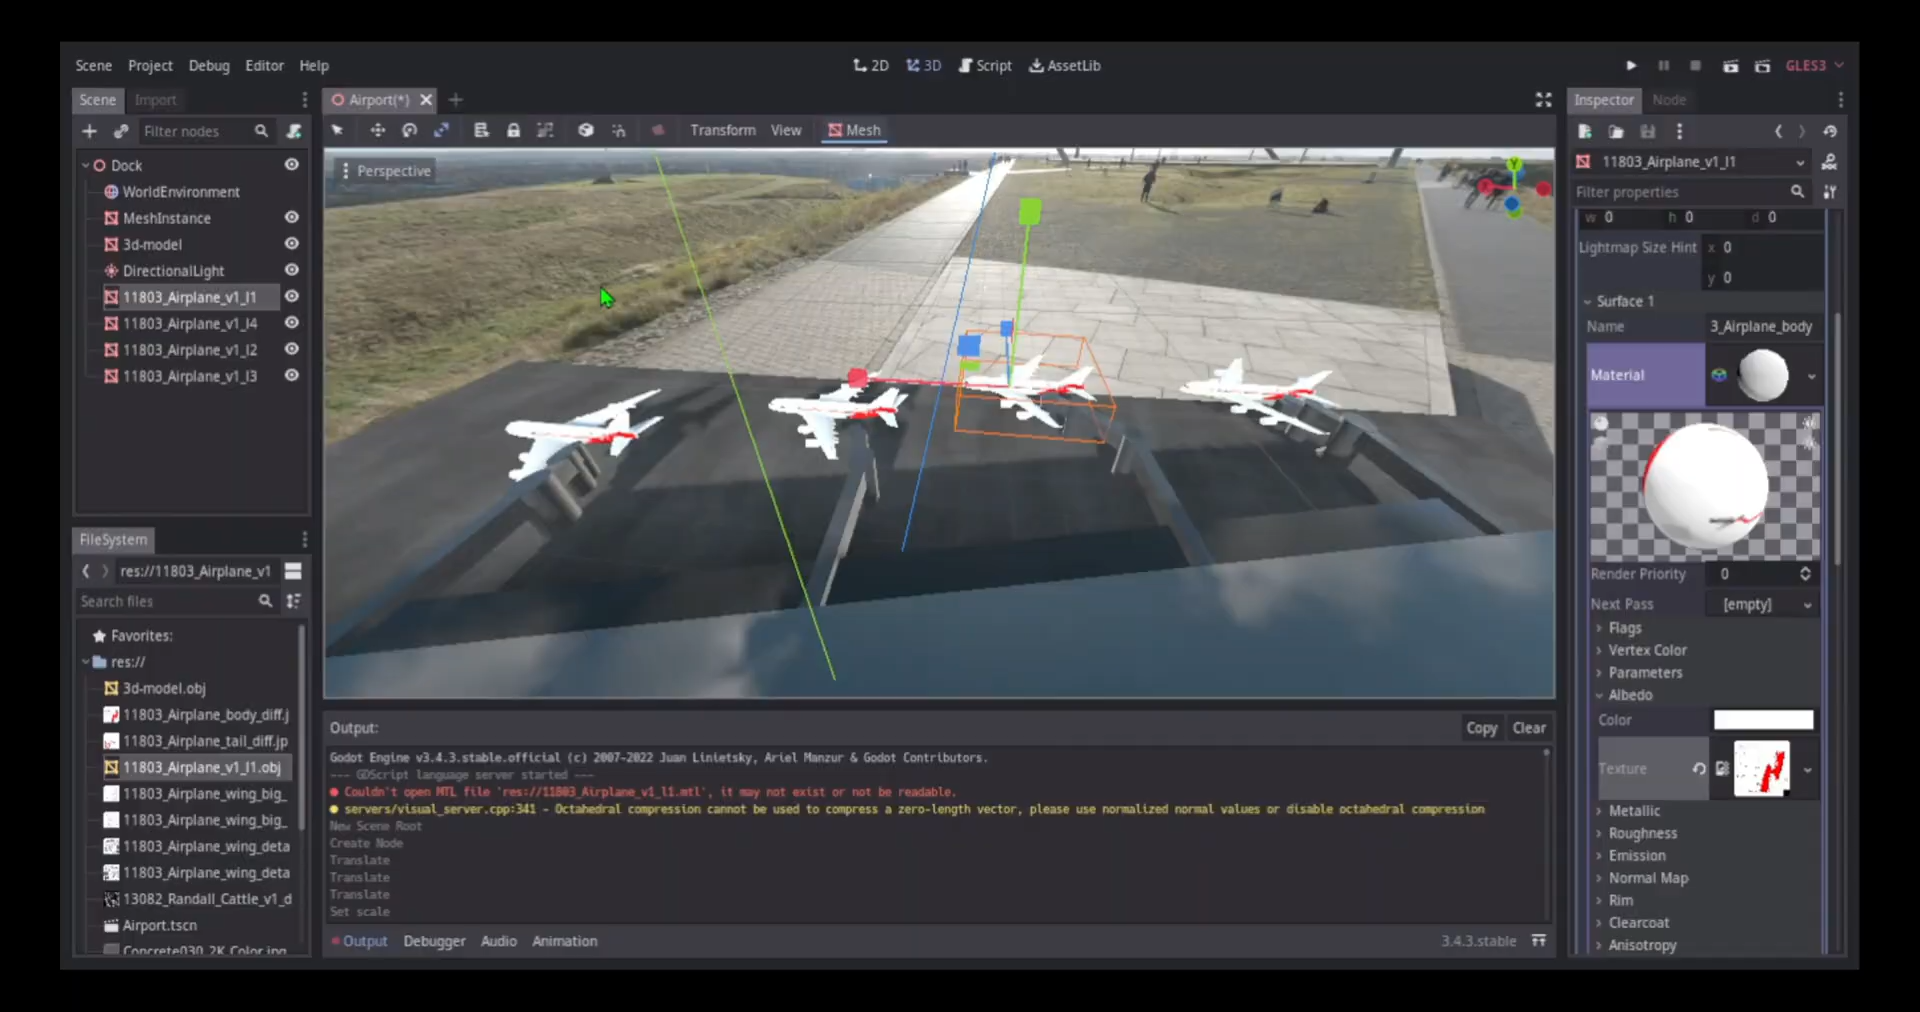 Scene Project Debug Editor Help
2D 3D Script AssetLib
GLES3
Scene Import
Filter nodes
Dock
WorldEnvironment
MeshInstance
3d-model
DirectionalLight
11803_Airplane_v1_l1
11803_Airplane_v1_l4
11803_Airplane_v1_l2
11803_Airplane_v1_l3
FileSystem
res://11803_Airplane_v1
Search files
Favorites:
res://
3d-model.obj
11803_Airplane_body_diff.j
11803_Airplane_tail_diff.jp
11803_Airplane_v1_l1.obj
11803_Airplane_wing_big_
11803_Airplane_wing_big_
11803_Airplane_wing_deta
11803_Airplane_wing_deta
13082_Randall_Cattle_v1_d
Airport.tscn
Concrete030_2K_Color.jpg
Airport(*)
Transform View Mesh
Perspective
Y
X
Output:
Copy Clear
Godot Engine v3.4.3.stable.official (c) 2007-2022 Juan Linietsky, Ariel Manzur & Godot Contributors.
--- GDScript language server started ---
Couldn't open MTL file 'res://11803_Airplane_v1_l1.mtl', it may not exist or not be readable.
servers/visual_server.cpp:341 - Octahedral compression cannot be used to compress a zero-length vector, please use normalized normal values or disable octahedral compression
New Scene Root
Create Node
Translate
Translate
Translate
Set scale
Output Debugger Audio Animation
3.4.3.stable
Inspector Node
11803_Airplane_v1_l1
Filter properties
w 0 h 0 d 0
Lightmap Size Hint x 0
y 0
Surface 1
Name 3_Airplane_body
Material
Render Priority 0
Next Pass [empty]
Flags
Vertex Color
Parameters
Albedo
Color
Texture
Metallic
Roughness
Emission
Normal Map
Rim
Clearcoat
Anisotropy